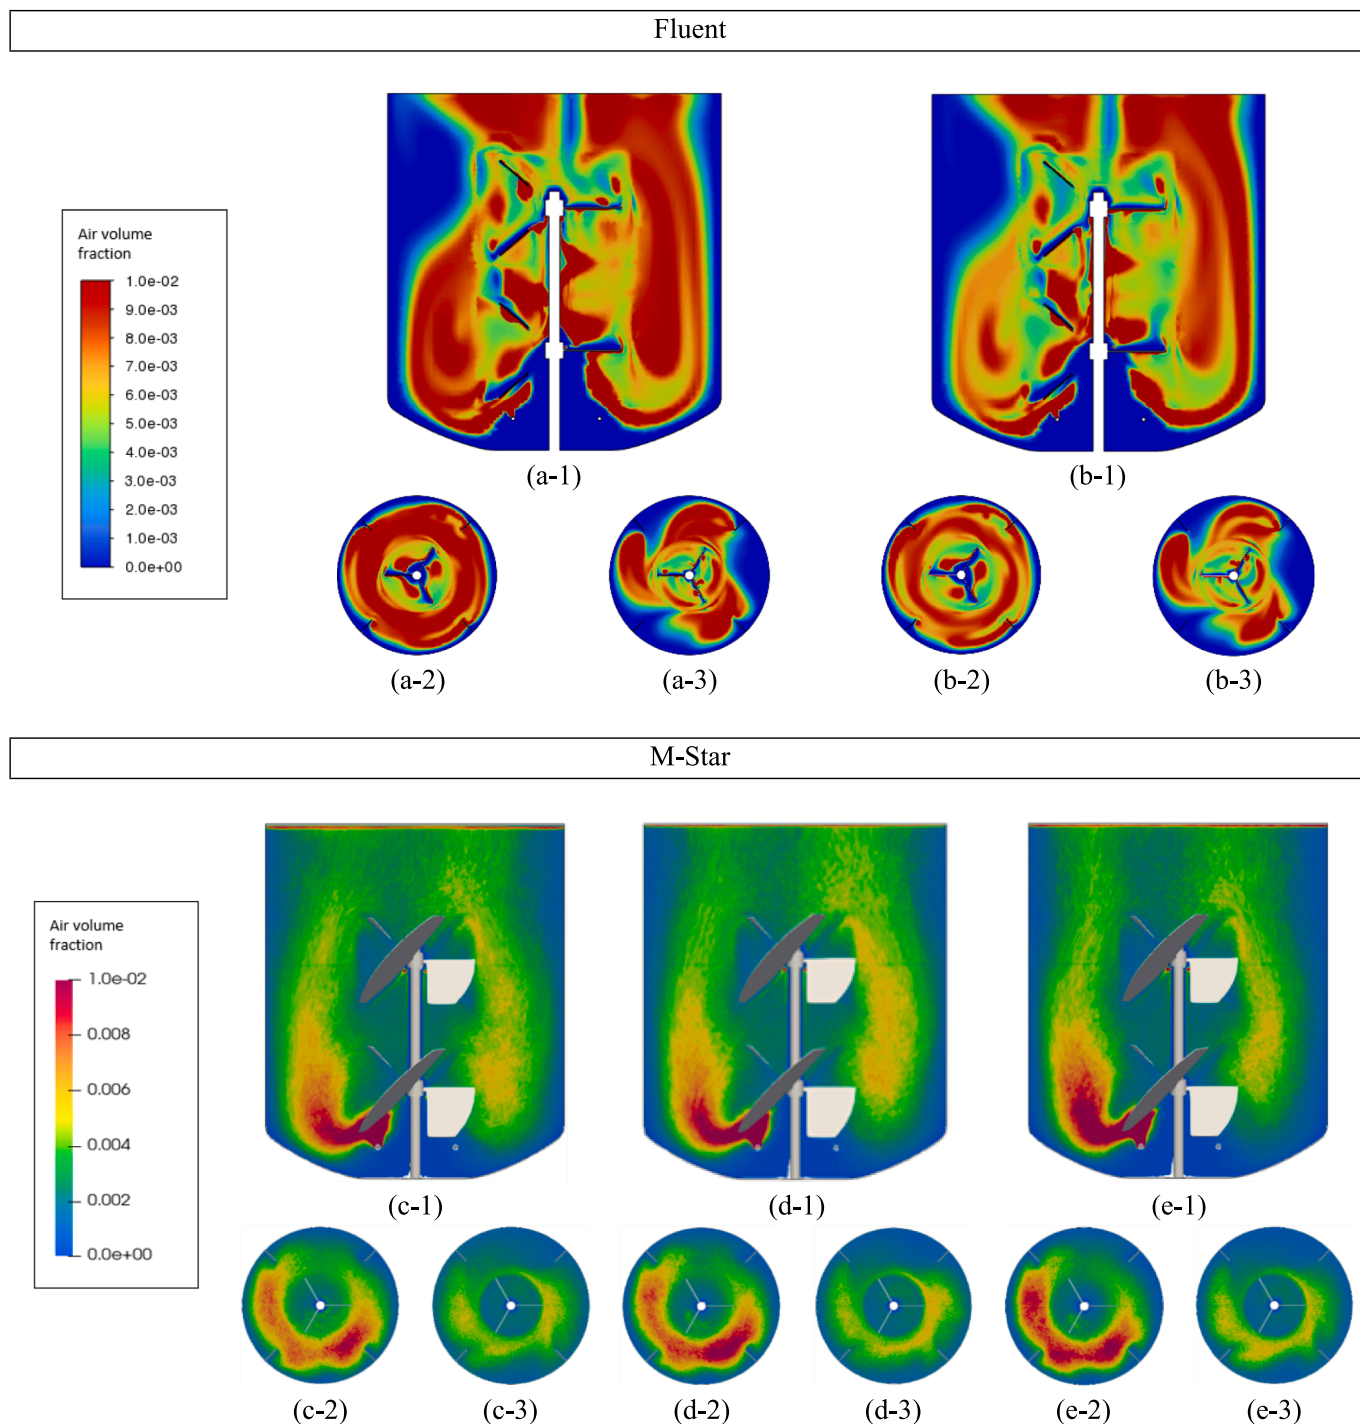 Fluent
Air volume
fraction
1.0e-02
9.0e-03
8.0e-03
7.0e-03
6.0e-03
5.0e-03
4.0e-03
3.0e-03
2.0e-03
1.0e-03
0.0e+00
(a-1)
(b-1)
(a-2)
(a-3)
(b-2)
(b-3)
M-Star
Air volume
fraction
1.0e-02
0.008
0.006
0.004
0.002
0.0e+00
(c-1)
(d-1)
(e-1)
(c-2)
(c-3)
(d-2)
(d-3)
(e-2)
(e-3)